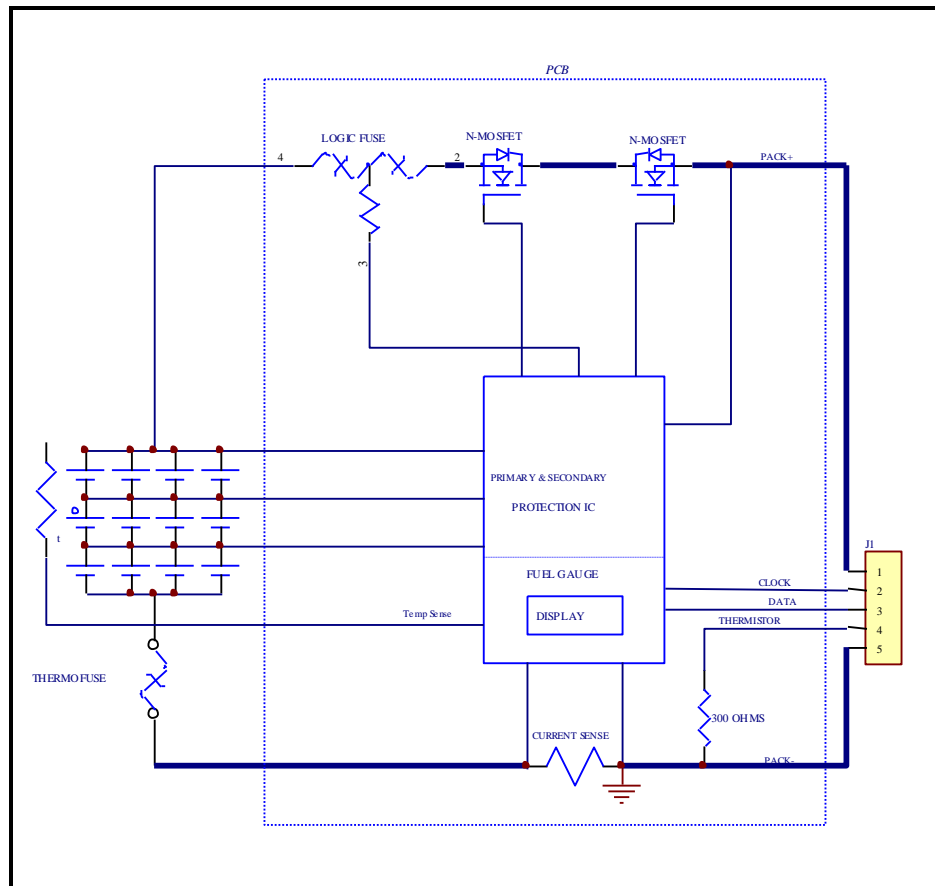 PCB
LOGIC FUSE
N-MOSFET
N-MOSFET
4
2
PACK+
3
PRIMARY & SECONDARY
PROTECTION IC
t
J1
FUEL GAUGE
1
CLOCK
2
DATA
3
DISPLAY
Temp Sense
THERMISTOR
4
5
THERMOFUSE
300 OHMS
CURRENT SENSE
PACK-